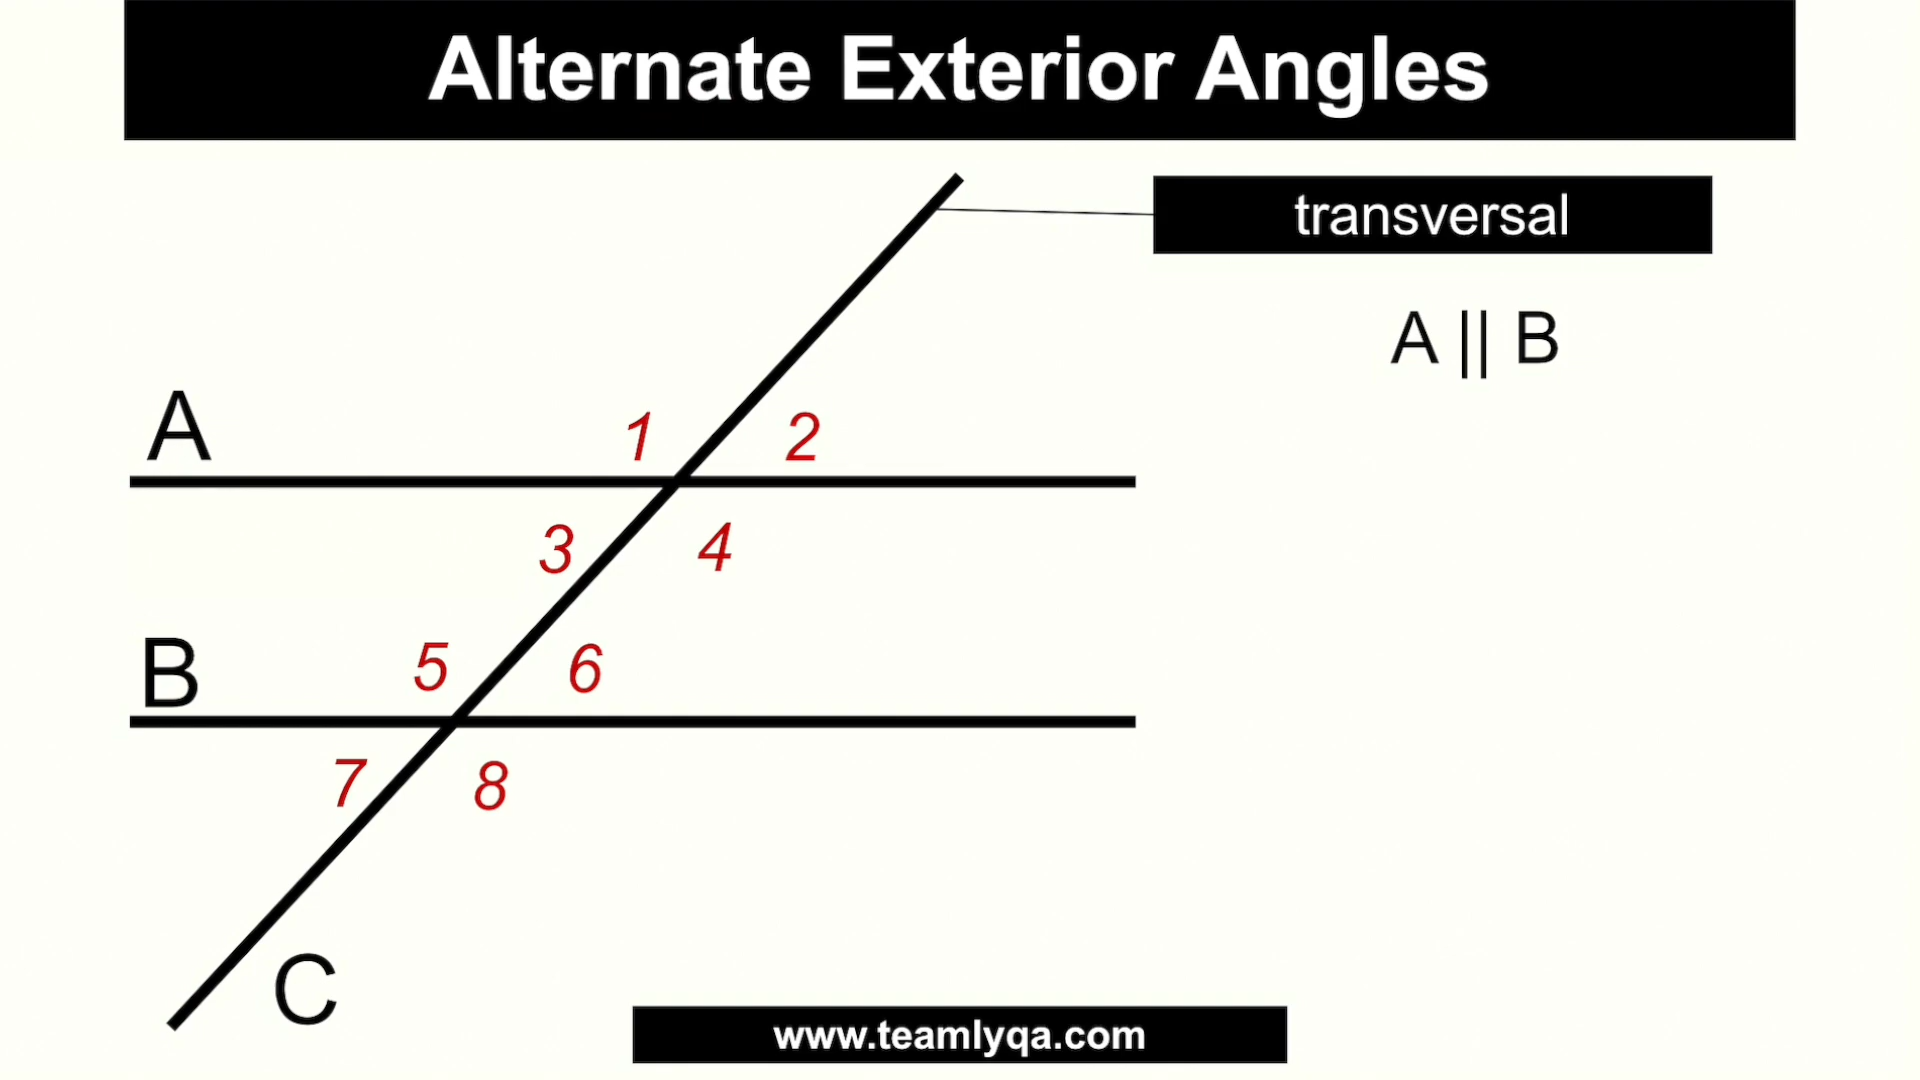 Alternate Exterior Angles
transversal
A || B
A
1 2
3 4
B
5 6
7 8
C
www.teamlyqa.com